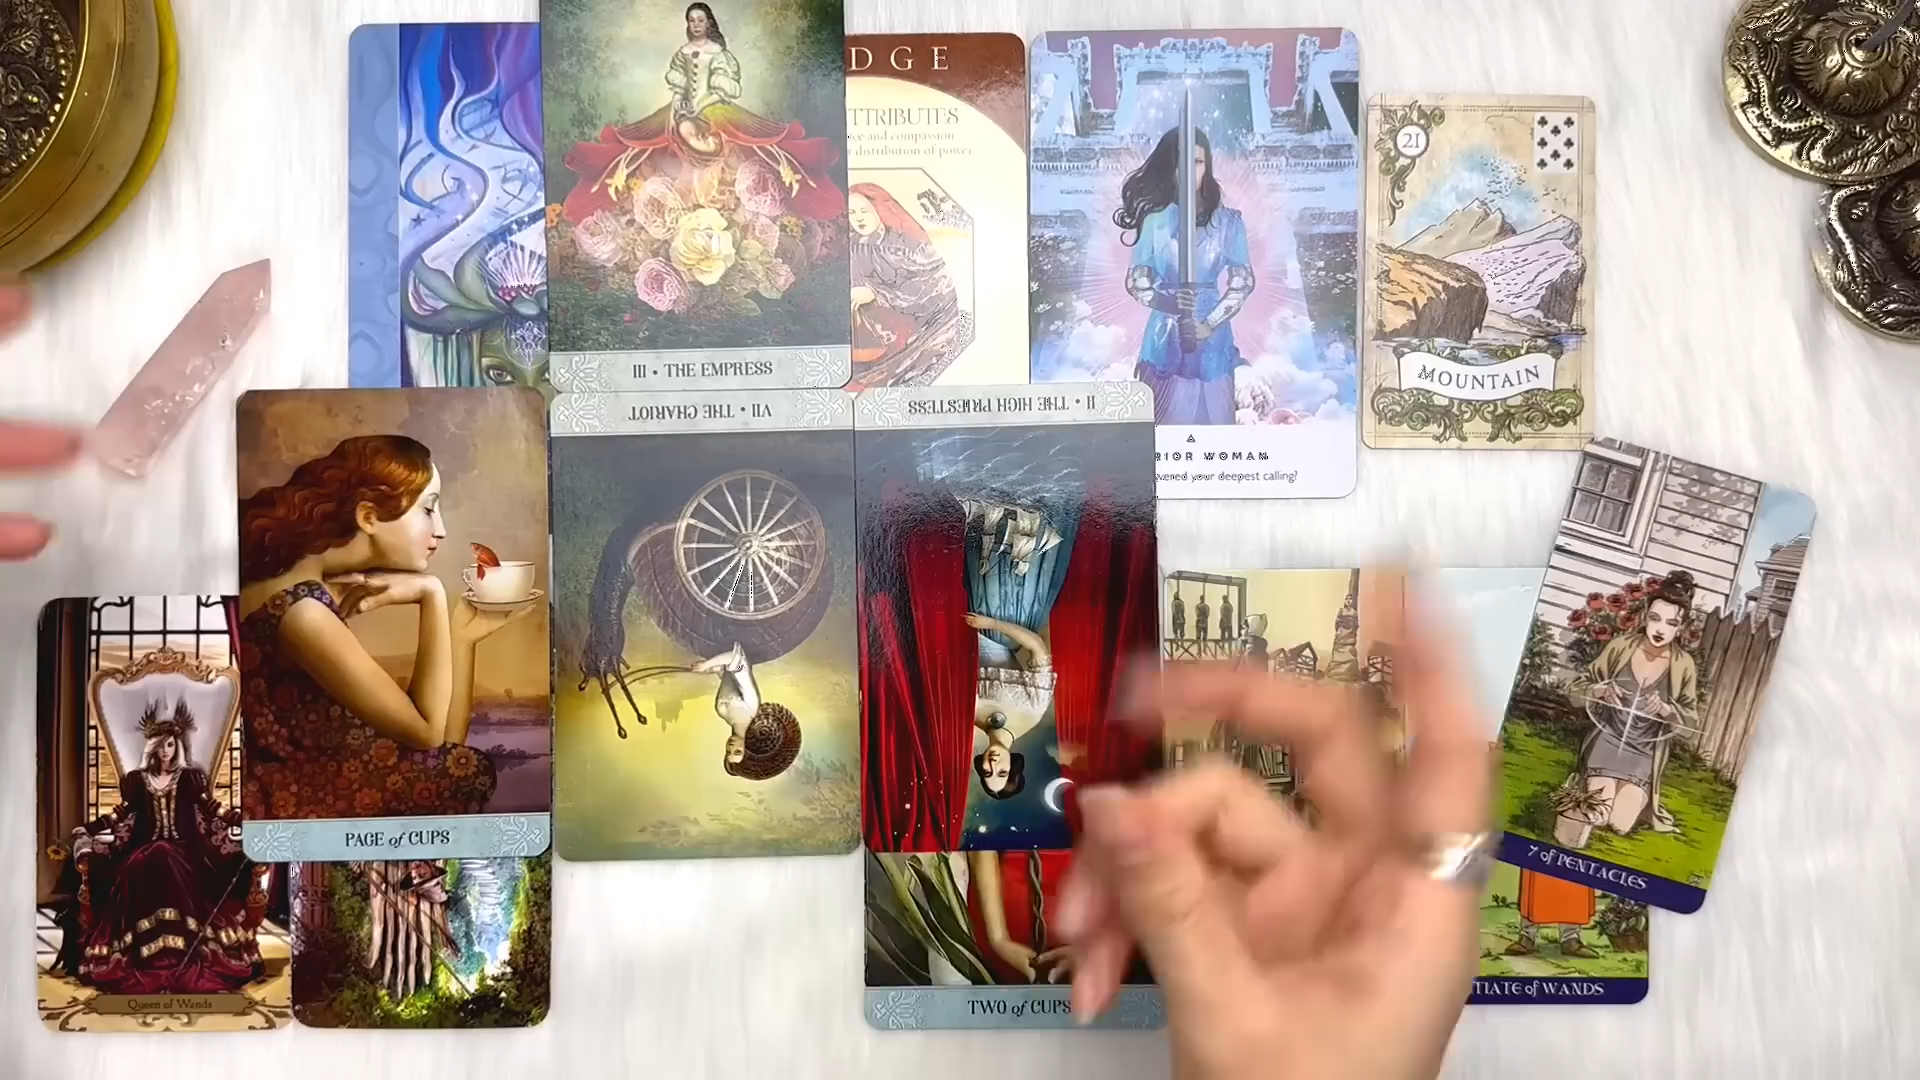 III • THE EMPRESS
DGE
TTRIBUTES
ce and compassion
r distribution of power
RIOR WOMAN
wered your deepest calling?
21
MOUNTAIN
PAGE of CUPS
VII • THE CHARIOT
II • THE HIGH PRIESTESS
Queen of Wands
TWO of CUPS
7 of PENTACLES
TIATE of WANDS